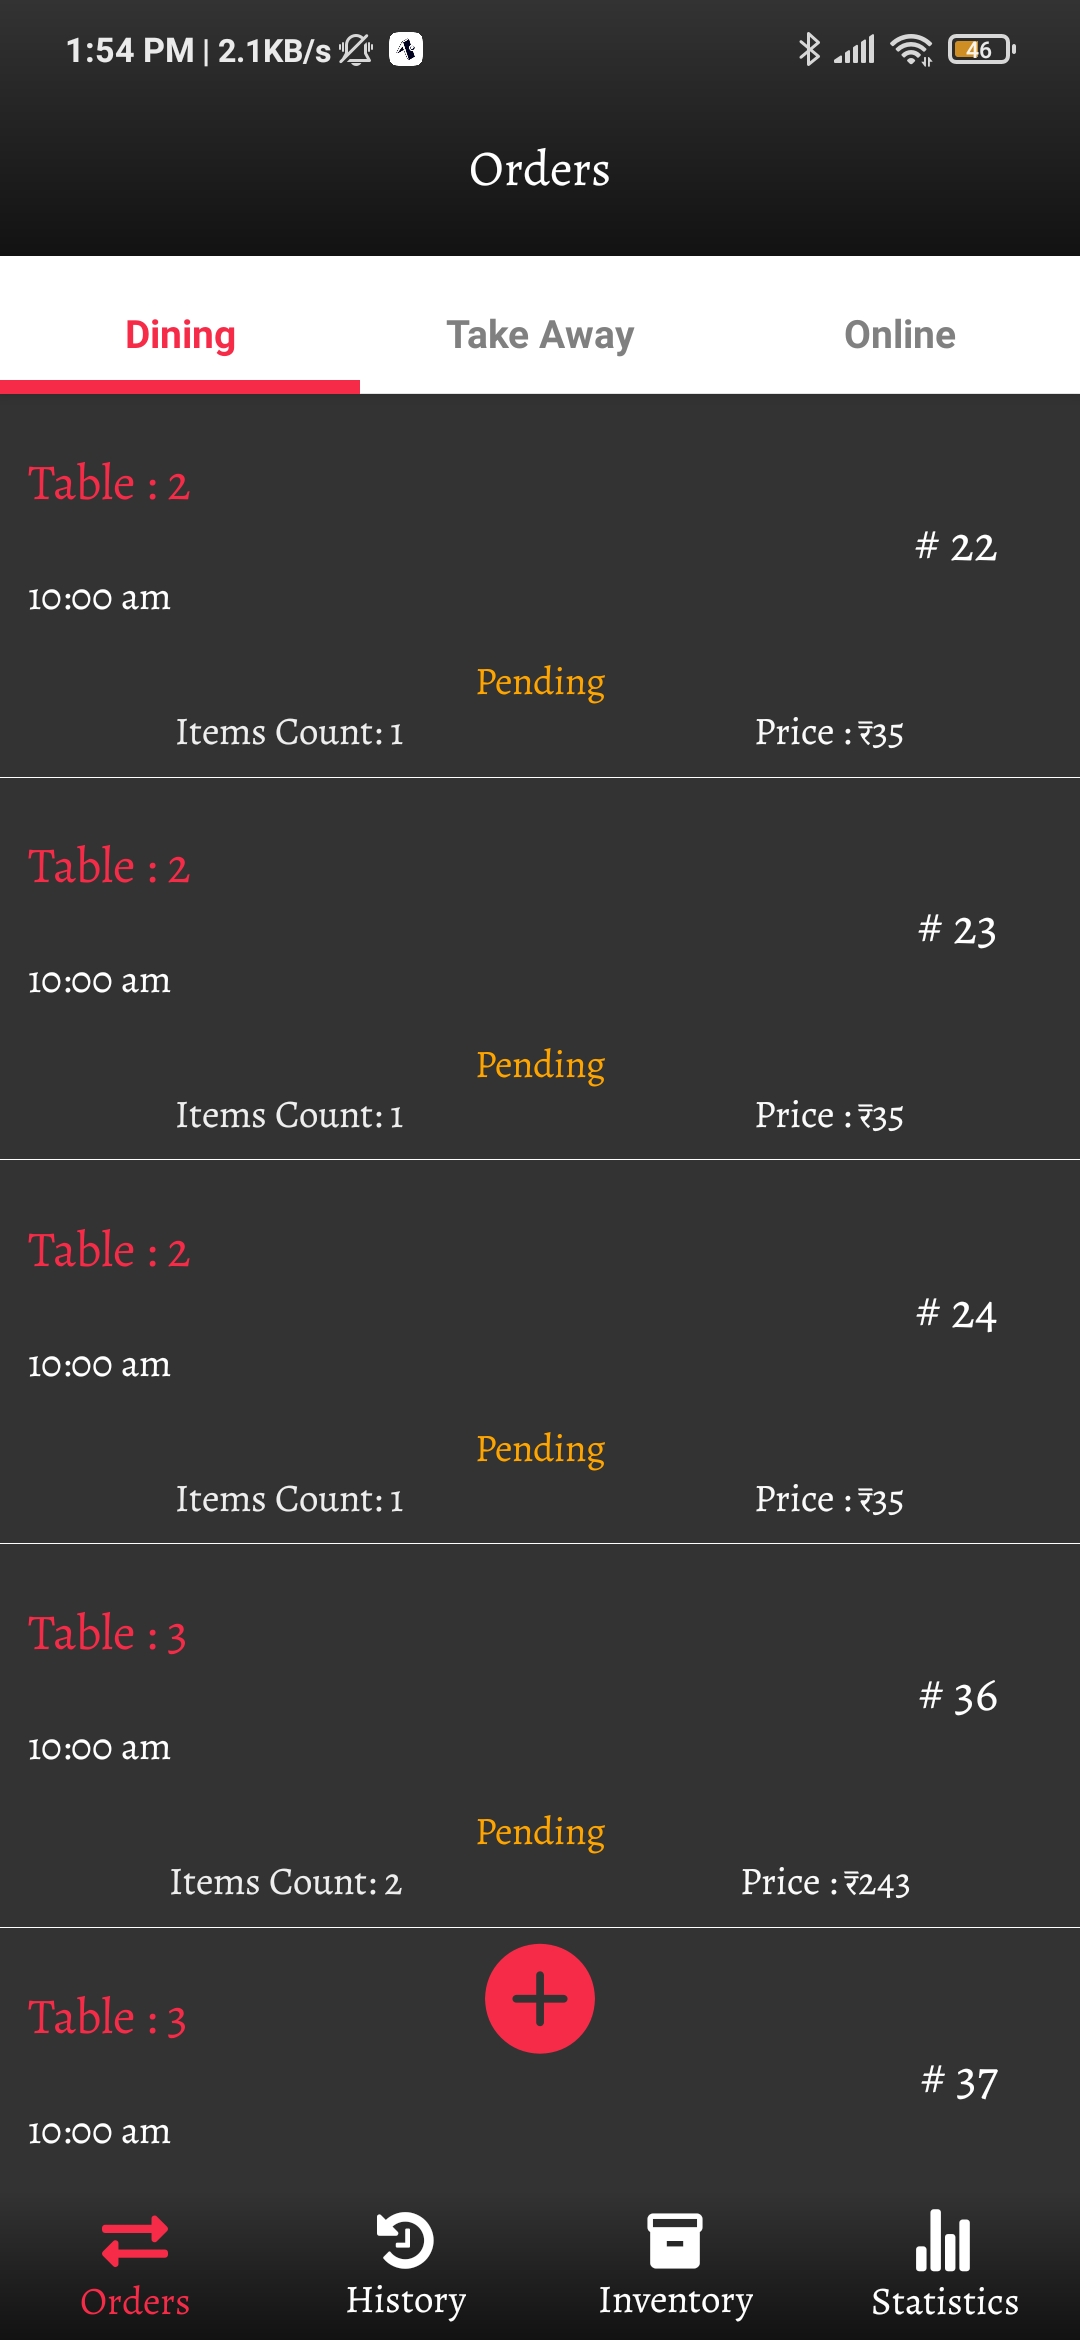 1:54 PM | 2.1KB/s 46
Orders
Dining Take Away Online
Table : 2
# 22
10:00 am
Pending
Items Count: 1 Price : ₹35
Table : 2
# 23
10:00 am
Pending
Items Count: 1 Price : ₹35
Table : 2
# 24
10:00 am
Pending
Items Count: 1 Price : ₹35
Table : 3
# 36
10:00 am
Pending
Items Count: 2 Price : ₹243
Table : 3
# 37
10:00 am
Orders History Inventory Statistics